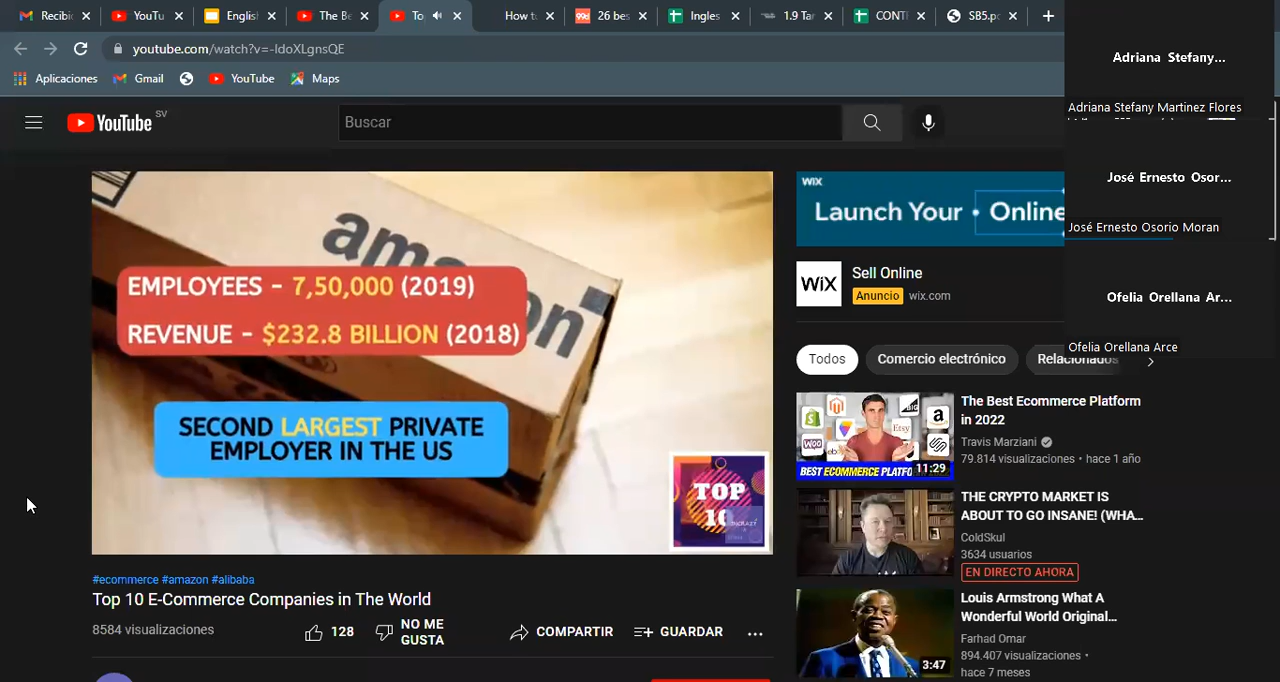 Recibid
YouTu
English
The Be
To
How to
26 bes
Ingles
1.9 Tar
CONTI
SB5.pc
youtube.com/watch?v=-IdoXLgnsQE
Aplicaciones
Gmail
YouTube
Maps
YouTube SV
Buscar
Adriana Stefany...
Adriana Stefany Martinez Flores
José Ernesto Osor...
José Ernesto Osorio Moran
Ofelia Orellana Ar...
Ofelia Orellana Arce
amazon
EMPLOYEES - 7,50,000 (2019)
REVENUE - $232.8 BILLION (2018)
SECOND LARGEST PRIVATE
EMPLOYER IN THE US
TOP
10
WIX
Launch Your Online
WIX
Sell Online
Anuncio wix.com
Todos
Comercio electrónico
Relacionados
The Best Ecommerce Platform
in 2022
Travis Marziani
79.814 visualizaciones • hace 1 año
BEST ECOMMERCE PLATFO
11:29
THE CRYPTO MARKET IS
ABOUT TO GO INSANE! (WHA...
ColdSkul
3634 usuarios
EN DIRECTO AHORA
Louis Armstrong What A
Wonderful World Original...
Farhad Omar
894.407 visualizaciones •
hace 7 meses
3:47
#ecommerce #amazon #alibaba
Top 10 E-Commerce Companies in The World
8584 visualizaciones
128
NO ME
GUSTA
COMPARTIR
GUARDAR